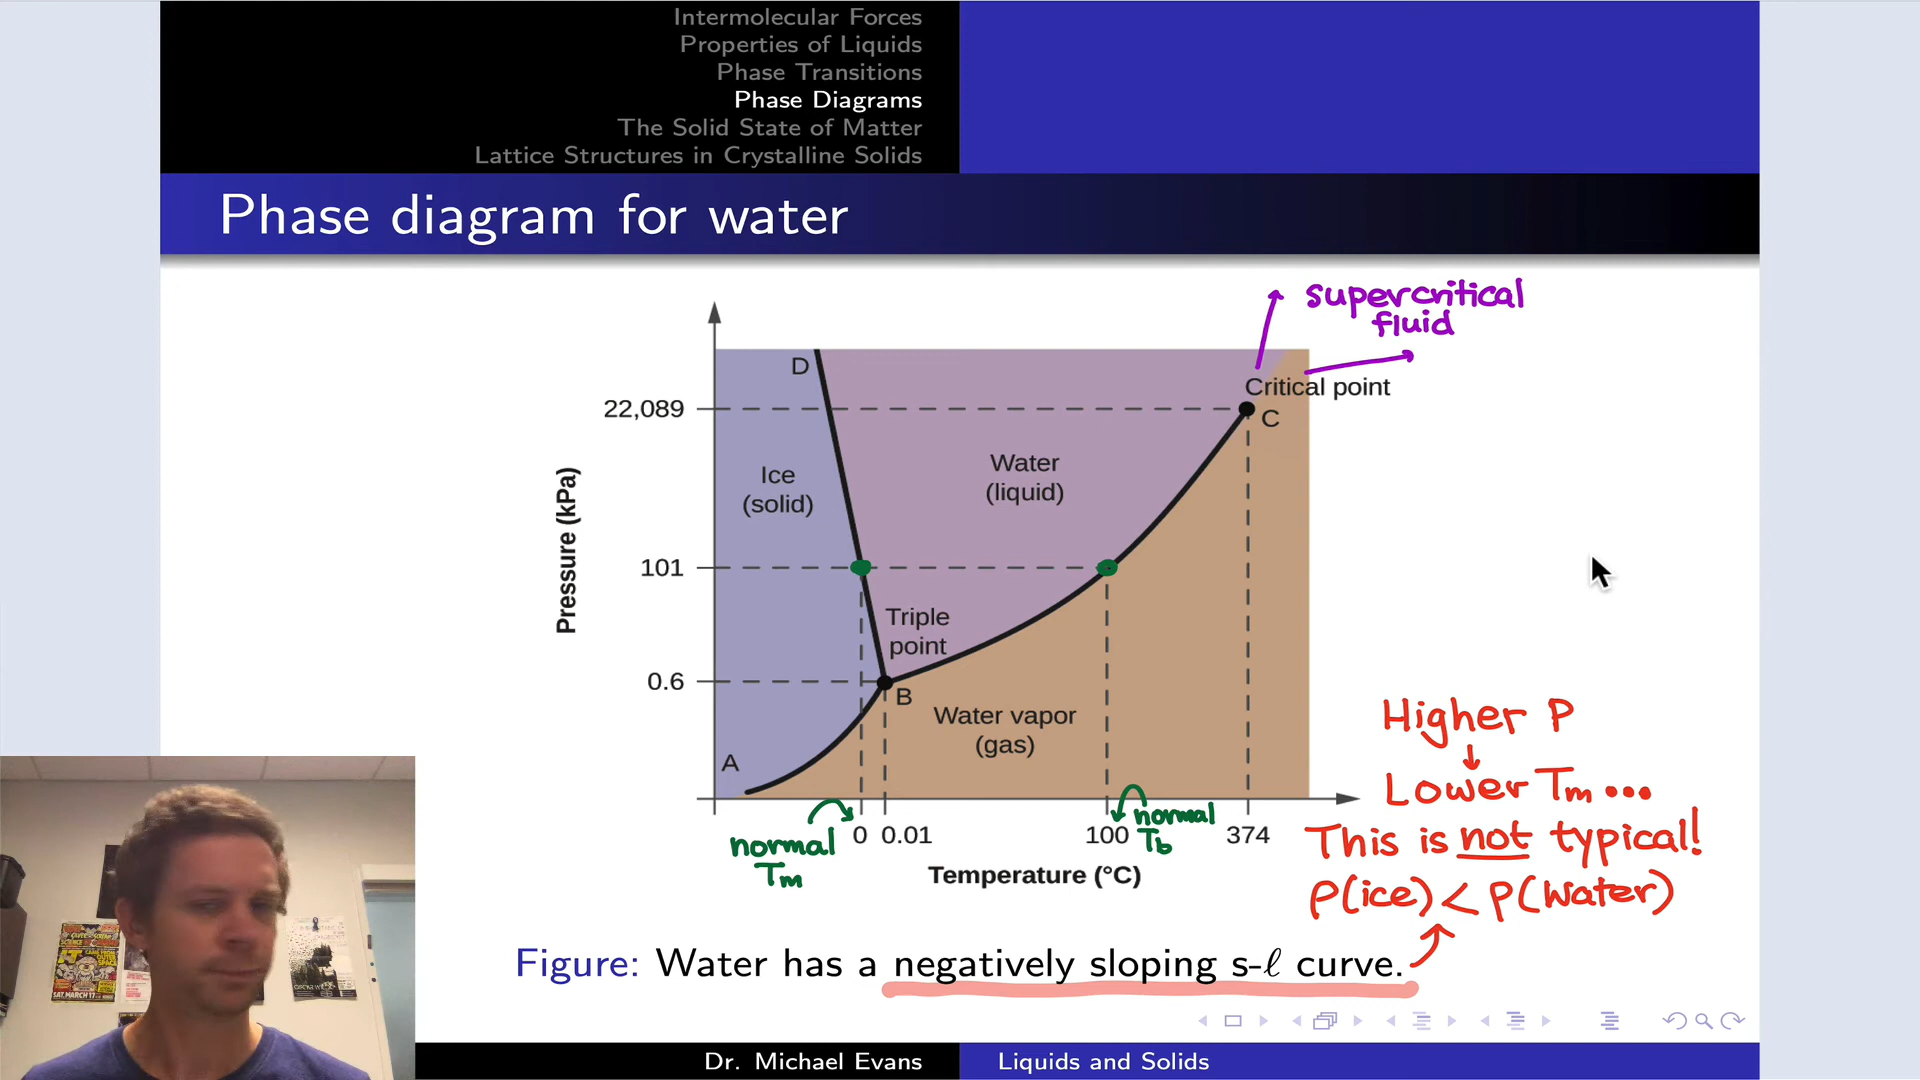 Intermolecular Forces
Properties of Liquids
Phase Transitions
Phase Diagrams
The Solid State of Matter
Lattice Structures in Crystalline Solids
Phase diagram for water
supercritical
fluid
D
Critical point
22,089
C
Water
(liquid)
Ice
(solid)
Pressure (kPa)
101
Triple
point
0.6
B
Water vapor
(gas)
A
Higher P
↓
Lower Tm...
This is not typical!
ρ(ice) < ρ(water)
normal
Tm
0 0.01
100
normal
Tb
374
Temperature (°C)
Figure: Water has a negatively sloping s-ℓ curve.
SAT. MARCH 17
Dr. Michael Evans
Liquids and Solids